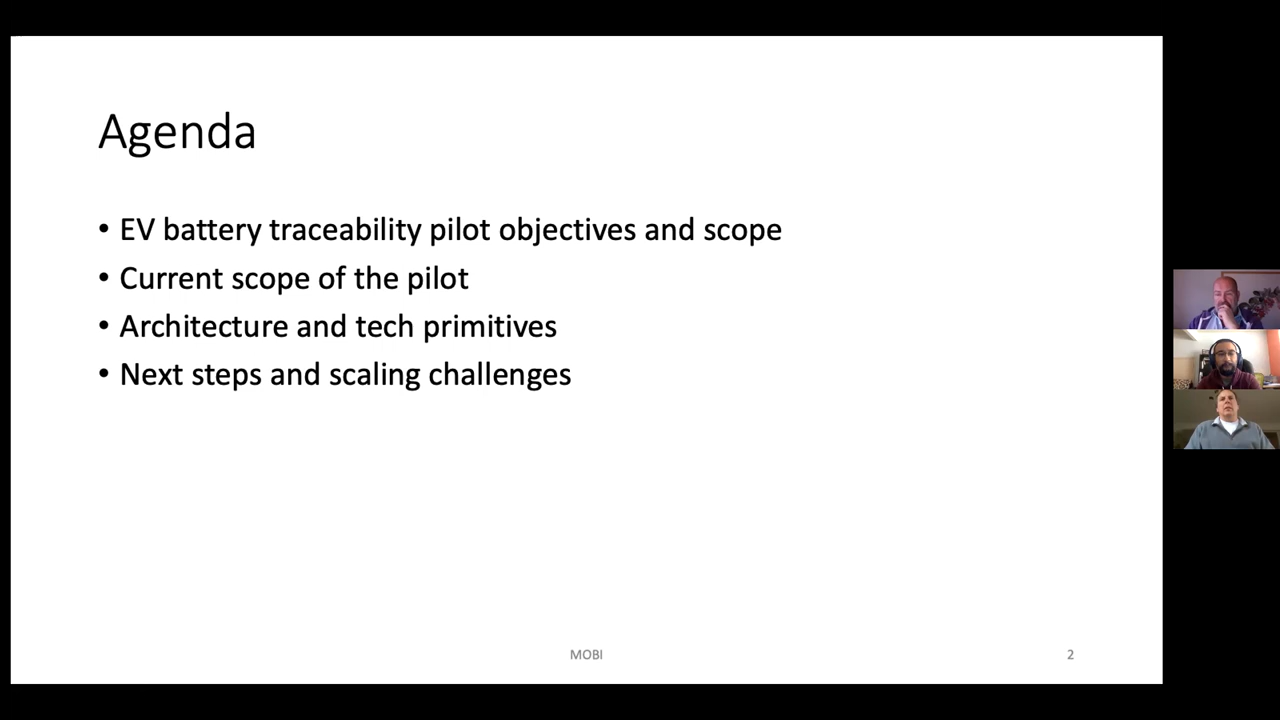 Agenda
• EV battery traceability pilot objectives and scope
• Current scope of the pilot
• Architecture and tech primitives
• Next steps and scaling challenges
MOBI
2